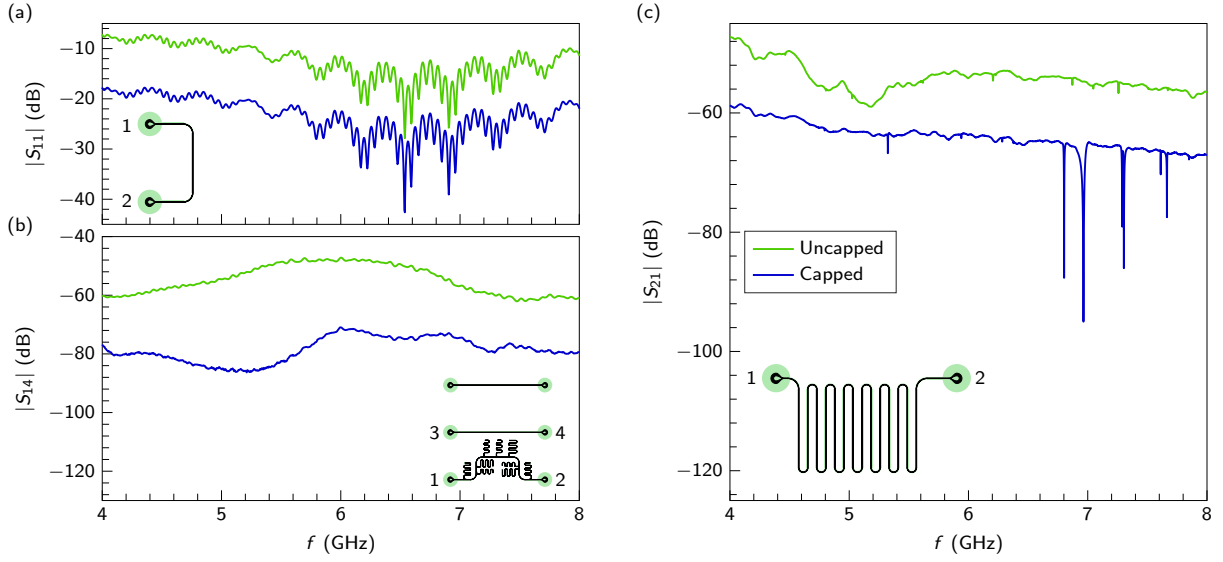 (a)
|S11| (dB)
−10
−20
−30
−40
1
2
(b)
|S14| (dB)
−40
−60
−80
−100
−120
3 4
1 2
4 5 6 7 8
f (GHz)
(c)
|S21| (dB)
−60
−80
−100
−120
Uncapped
Capped
1 2
4 5 6 7 8
f (GHz)